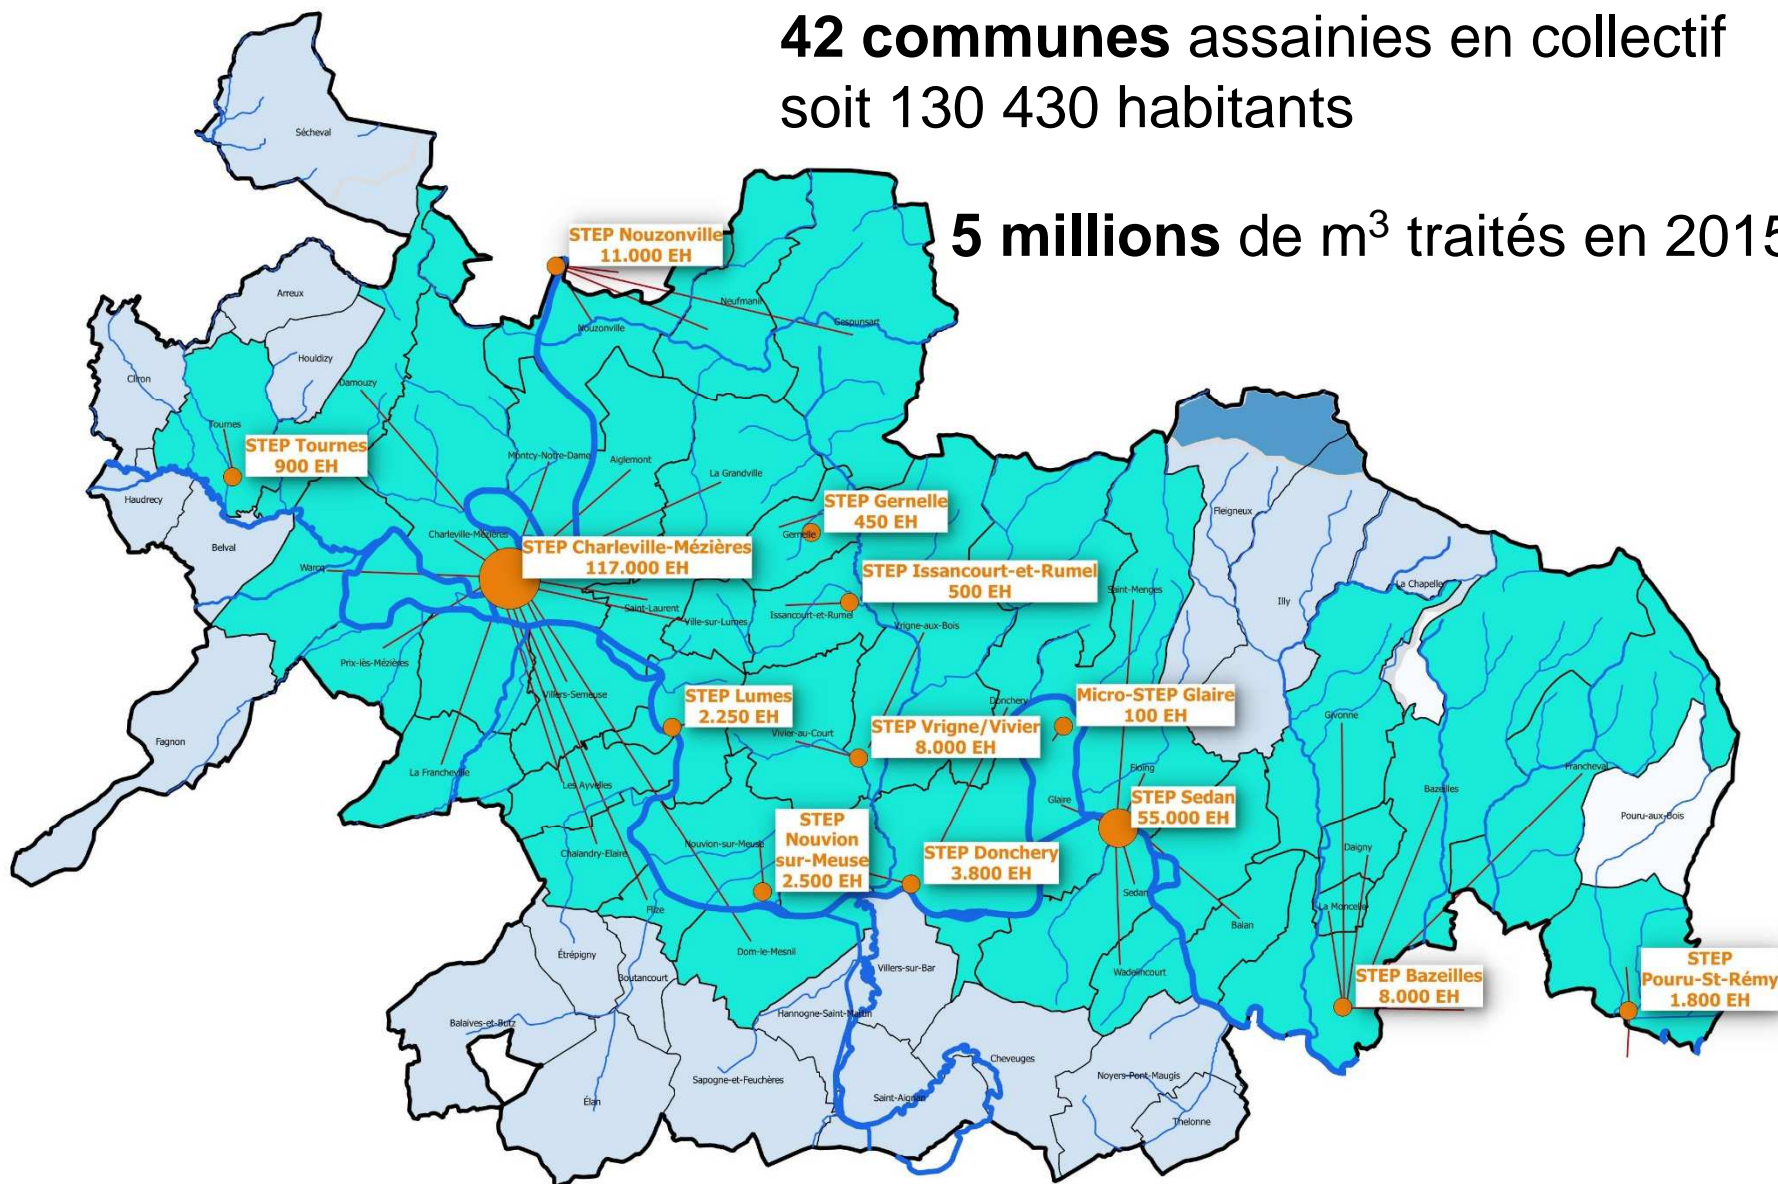 42 communes assainies en collectif
soit 130 430 habitants
5 millions de m³ traités en 2015
Sécheval
STEP Nouzonville
11.000 EH
Arreux
Neufmanil
Nouzonville
Gespunsart
Houldizy
Cliron
Damouzy
Tournes
STEP Tournes
900 EH
Montcy-Notre-Dame
Aiglemont
La Grandville
Haudrecy
STEP Gernelle
450 EH
Fleigneux
Charleville-Mézières
Gernelle
Belval
STEP Charleville-Mézières
117.000 EH
Warcq
STEP Issancourt-et-Rumel
500 EH
La Chapelle
Saint-Menges
Illy
Saint-Laurent
Ville-sur-Lumes
Issancourt-et-Rumel
Vrigne-aux-Bois
Prix-lès-Mézières
Villers-Semeuse
STEP Lumes
2.250 EH
Micro-STEP Glaire
100 EH
Donchery
Givonne
STEP Vrigne/Vivier
8.000 EH
Vivier-au-Court
Fagnon
La Francheville
Les Ayvelles
Floing
Francheval
Bazeilles
Glaire
STEP Sedan
55.000 EH
Pouru-aux-Bois
STEP
Nouvion
sur-Meuse
2.500 EH
Nouvion-sur-Meuse
Chalandry-Elaire
STEP Donchery
3.800 EH
Daigny
Sedan
La Moncelle
Flize
Balan
Dom-le-Mesnil
Étrépigny
Boutancourt
Villers-sur-Bar
Wadelincourt
STEP Bazeilles
8.000 EH
STEP
Pouru-St-Rémy
1.800 EH
Balaives-et-Butz
Hannogne-Saint-Martin
Cheveuges
Sapogne-et-Feuchères
Noyers-Pont-Maugis
Élan
Saint-Aignan
Thelonne